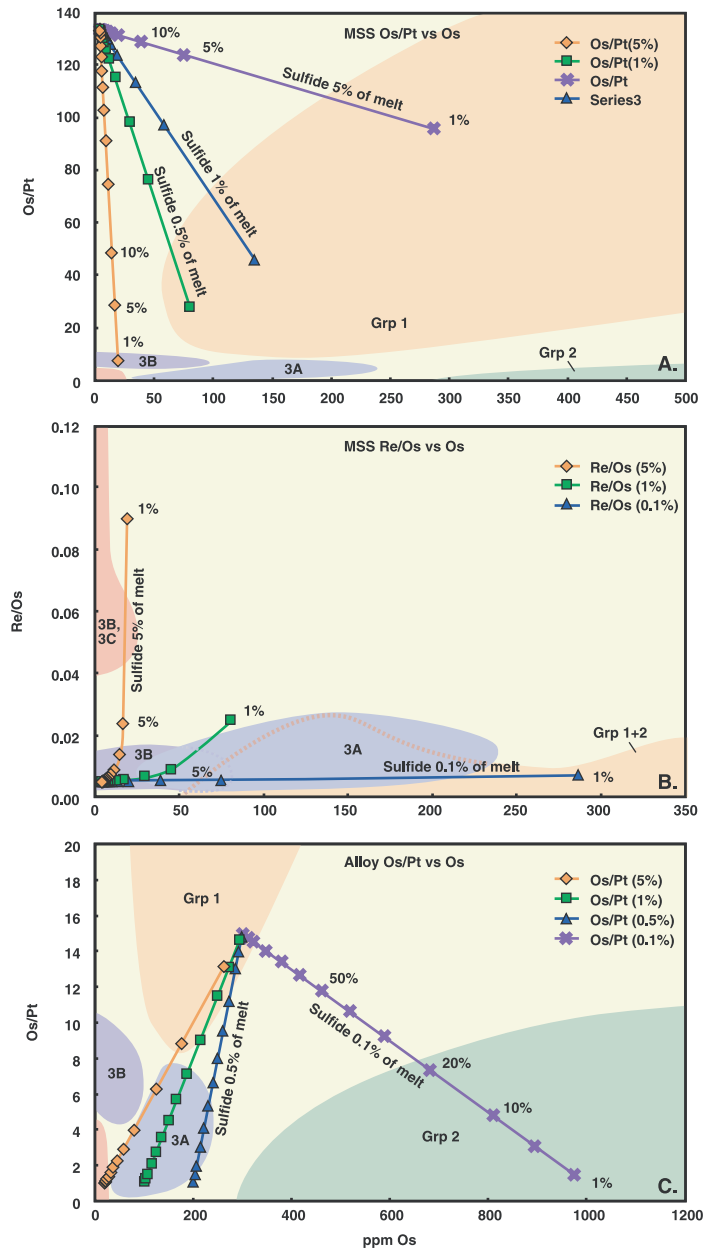 MSS Os/Pt vs Os
Os/Pt(5%)
Os/Pt(1%)
Os/Pt
Series3
140
120
100
80
60
40
20
0
Os/Pt
10%
5%
Sulfide 5% of melt
1%
Sulfide 1% of melt
Sulfide 0.5% of melt
10%
5%
1%
Grp 1
3B
3A
Grp 2
A.
0 50 100 150 200 250 300 350 400 450 500
MSS Re/Os vs Os
Re/Os (5%)
Re/Os (1%)
Re/Os (0.1%)
0.12
0.10
0.08
0.06
0.04
0.02
0.00
Re/Os
1%
Sulfide 5% of melt
3B,
3C
5%
1%
3B
3A
Grp 1+2
5%
Sulfide 0.1% of melt
1%
B.
0 50 100 150 200 250 300 350
Alloy Os/Pt vs Os
Os/Pt (5%)
Os/Pt (1%)
Os/Pt (0.5%)
Os/Pt (0.1%)
20
18
16
14
12
10
8
6
4
2
0
Os/Pt
Grp 1
50%
Sulfide 0.1% of melt
Sulfide 0.5% of melt
20%
10%
1%
3B
3A
Grp 2
C.
0 200 400 600 800 1000 1200
ppm Os